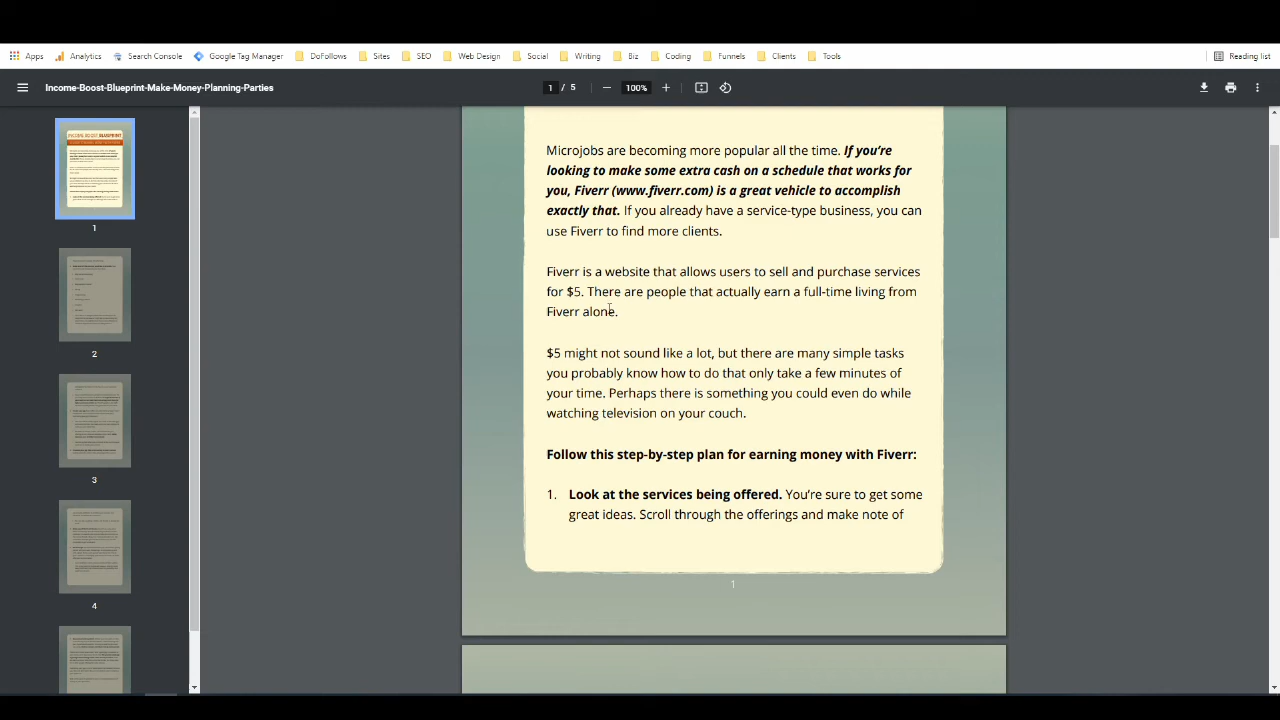 Apps Analytics Search Console Google Tag Manager DoFollows Sites SEO Web Design Social Writing Biz Coding Funnels Clients Tools Reading list
Income-Boost-Blueprint-Make-Money-Planning-Parties 1 / 5 100%
INCOME BOOST BLUEPRINT
1
2
3
4
Microjobs are becoming more popular all the time. If you're
looking to make some extra cash on a schedule that works for
you, Fiverr (www.fiverr.com) is a great vehicle to accomplish
exactly that. If you already have a service-type business, you can
use Fiverr to find more clients.
Fiverr is a website that allows users to sell and purchase services
for $5. There are people that actually earn a full-time living from
Fiverr alone.
$5 might not sound like a lot, but there are many simple tasks
you probably know how to do that only take a few minutes of
your time. Perhaps there is something you could even do while
watching television on your couch.
Follow this step-by-step plan for earning money with Fiverr:
1. Look at the services being offered. You're sure to get some
great ideas. Scroll through the offerings and make note of
1